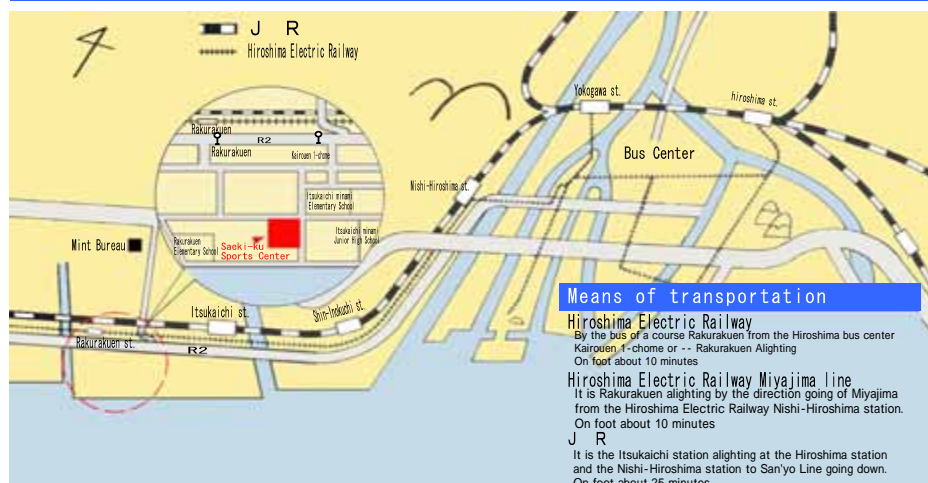 J R
Hiroshima Electric Railway
Yokogawa st.
hiroshima st.
Rakurakuen
R2
Rakurakuen
Kairouen 1-chome
Bus Center
Nishi-Hiroshima st.
Itsukaichi minami
Elementary School
Itsukaichi minami
Junior High School
Rakurakuen
Elementary School
Saeki-ku
Sports Center
Mint Bureau
Itsukaichi st.
Shin-Inokuchi st.
Rakurakuen st.
R2
Means of transportation
Hiroshima Electric Railway
By the bus of a course Rakurakuen from the Hiroshima bus center
Kairouen 1-chome or -- Rakurakuen Alighting
On foot about 10 minutes
Hiroshima Electric Railway Miyajima line
It is Rakurakuen alighting by the direction going of Miyajima
from the Hiroshima Electric Railway Nishi-Hiroshima station.
On foot about 10 minutes
J R
It is the Itsukaichi station alighting at the Hiroshima station
and the Nishi-Hiroshima station to San'yo Line going down.
On foot about 25 minutes